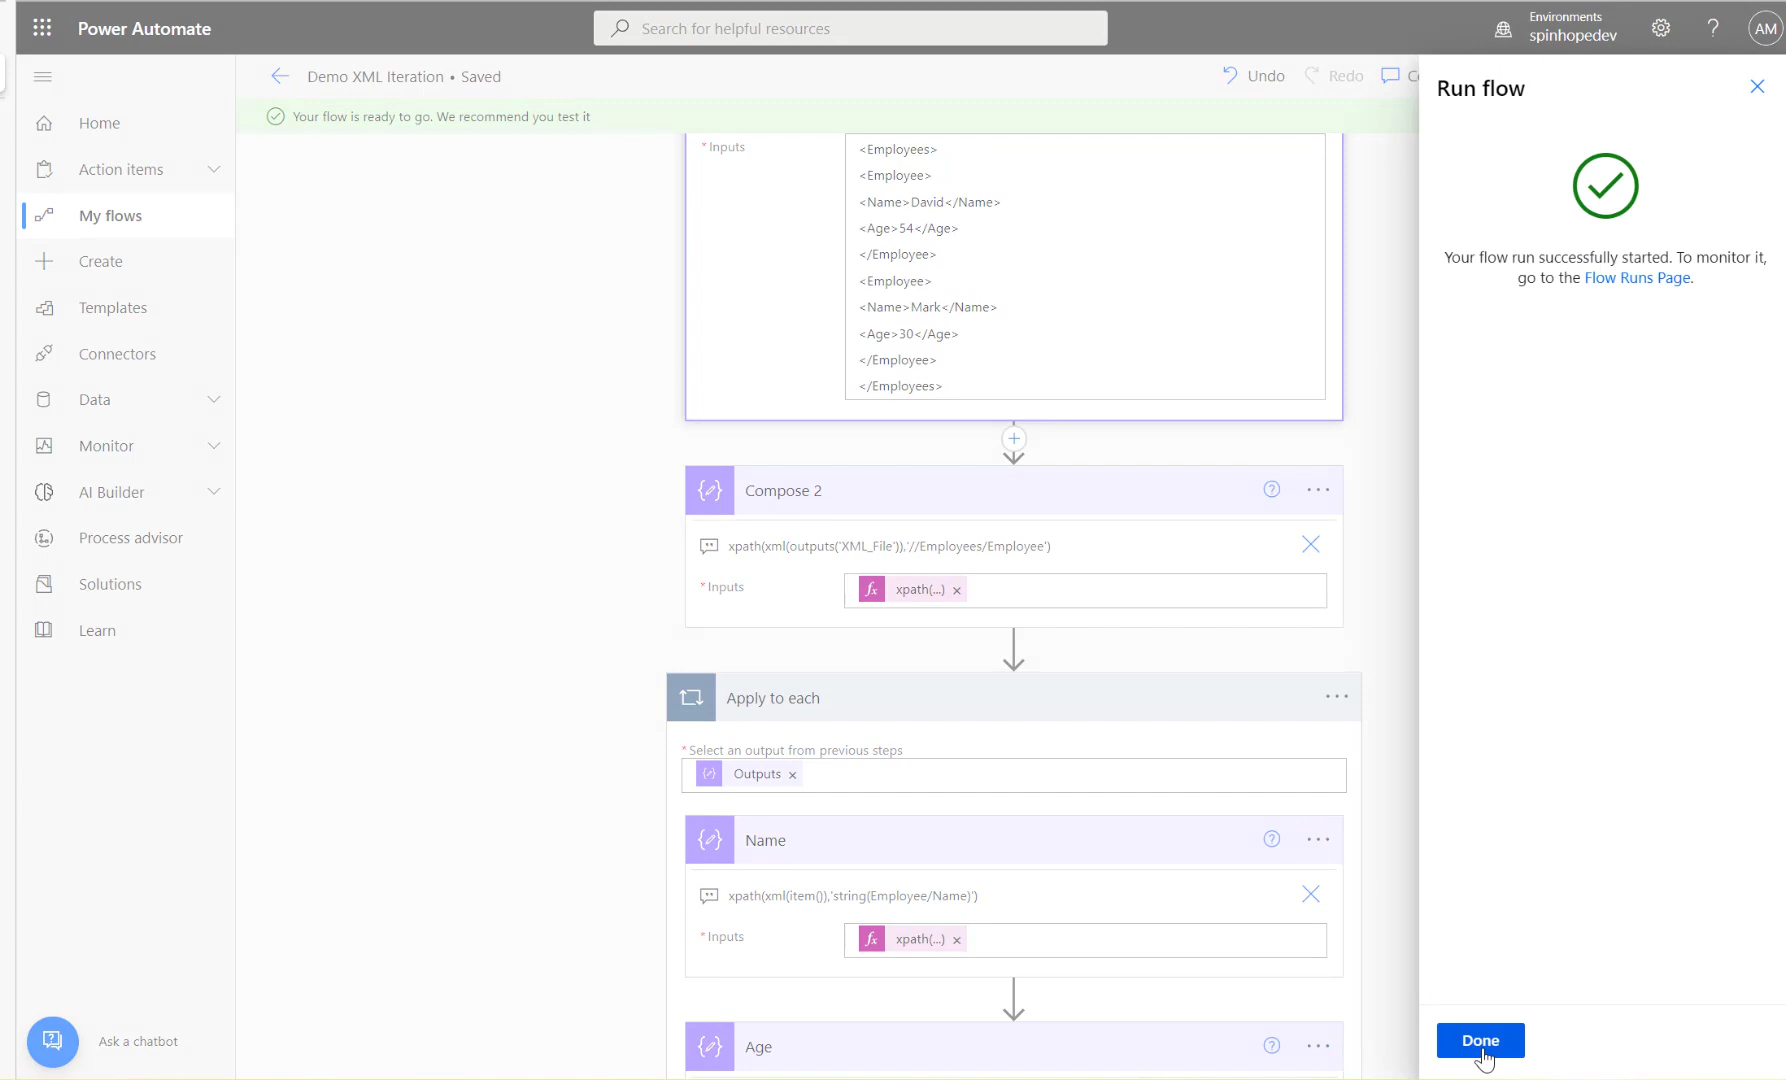 Power Automate
Search for helpful resources
Environments
spinhopedev
AM
Demo XML Iteration • Saved
Undo
Redo
Your flow is ready to go. We recommend you test it
Home
Action items
My flows
Create
Templates
Connectors
Data
Monitor
AI Builder
Process advisor
Solutions
Learn
Ask a chatbot
* Inputs
<Employees>
<Employee>
<Name>David</Name>
<Age>54</Age>
</Employee>
<Employee>
<Name>Mark</Name>
<Age>30</Age>
</Employee>
</Employees>
Compose 2
xpath(xml(outputs('XML_File')),'//Employees/Employee')
* Inputs
fx xpath(...) ×
Apply to each
* Select an output from previous steps
Outputs ×
Name
xpath(xml(item()),'string(Employee/Name)')
* Inputs
fx xpath(...) ×
Age
Run flow
Your flow run successfully started. To monitor it,
go to the Flow Runs Page.
Done